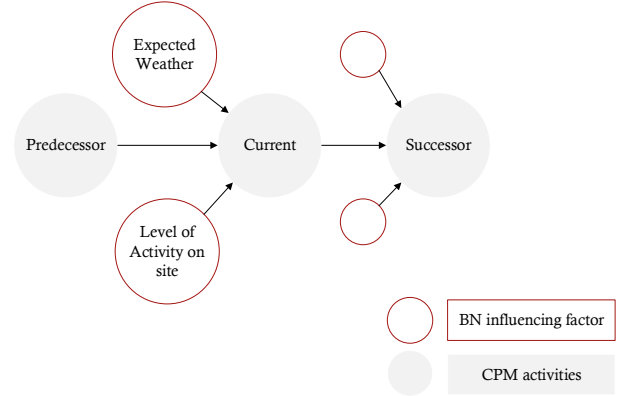 Expected
Weather
Predecessor
Current
Successor
Level of
Activity on
site
BN influencing factor
CPM activities